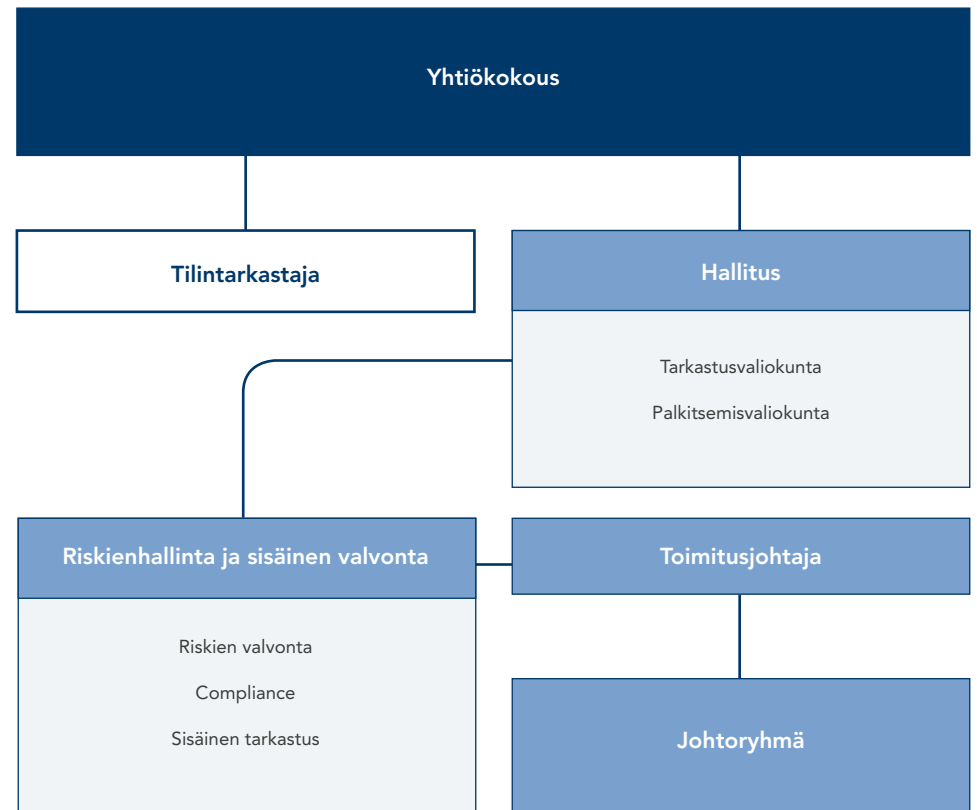 Yhtiökokous
Tilintarkastaja
Hallitus
Tarkastusvaliokunta
Palkitsemisvaliokunta
Riskienhallinta ja sisäinen valvonta
Riskien valvonta
Compliance
Sisäinen tarkastus
Toimitusjohtaja
Johtoryhmä